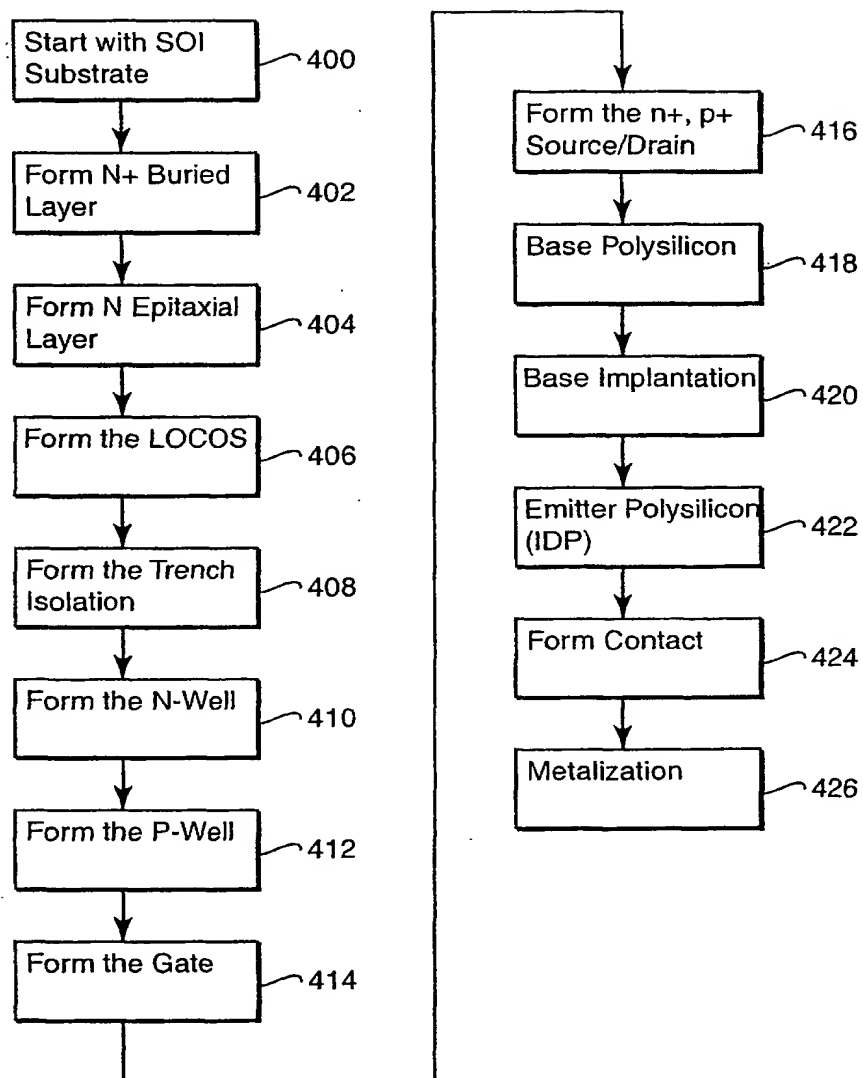 Start with SOI
Substrate
400
Form N+ Buried
Layer
402
Form N Epitaxial
Layer
404
Form the LOCOS
406
Form the Trench
Isolation
408
Form the N-Well
410
Form the P-Well
412
Form the Gate
414
Form the n+, p+
Source/Drain
416
Base Polysilicon
418
Base Implantation
420
Emitter Polysilicon
(IDP)
422
Form Contact
424
Metalization
426